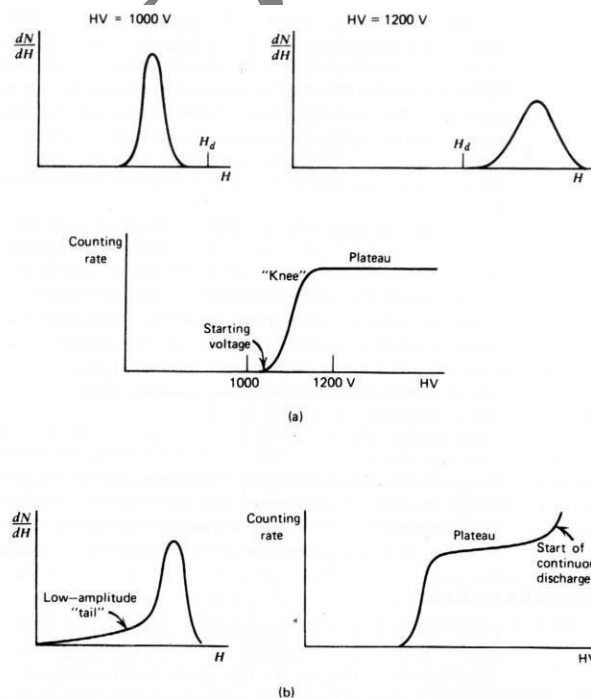 HV = 1000 V
HV = 1200 V
dN
dH
H_d
H
dN
dH
H_d
H
Counting
rate
"Knee"
Plateau
Starting
voltage
1000
1200 V
HV
(a)
dN
dH
Low–amplitude
"tail"
H
Counting
rate
Plateau
Start of
continuou
discharge
HV
(b)